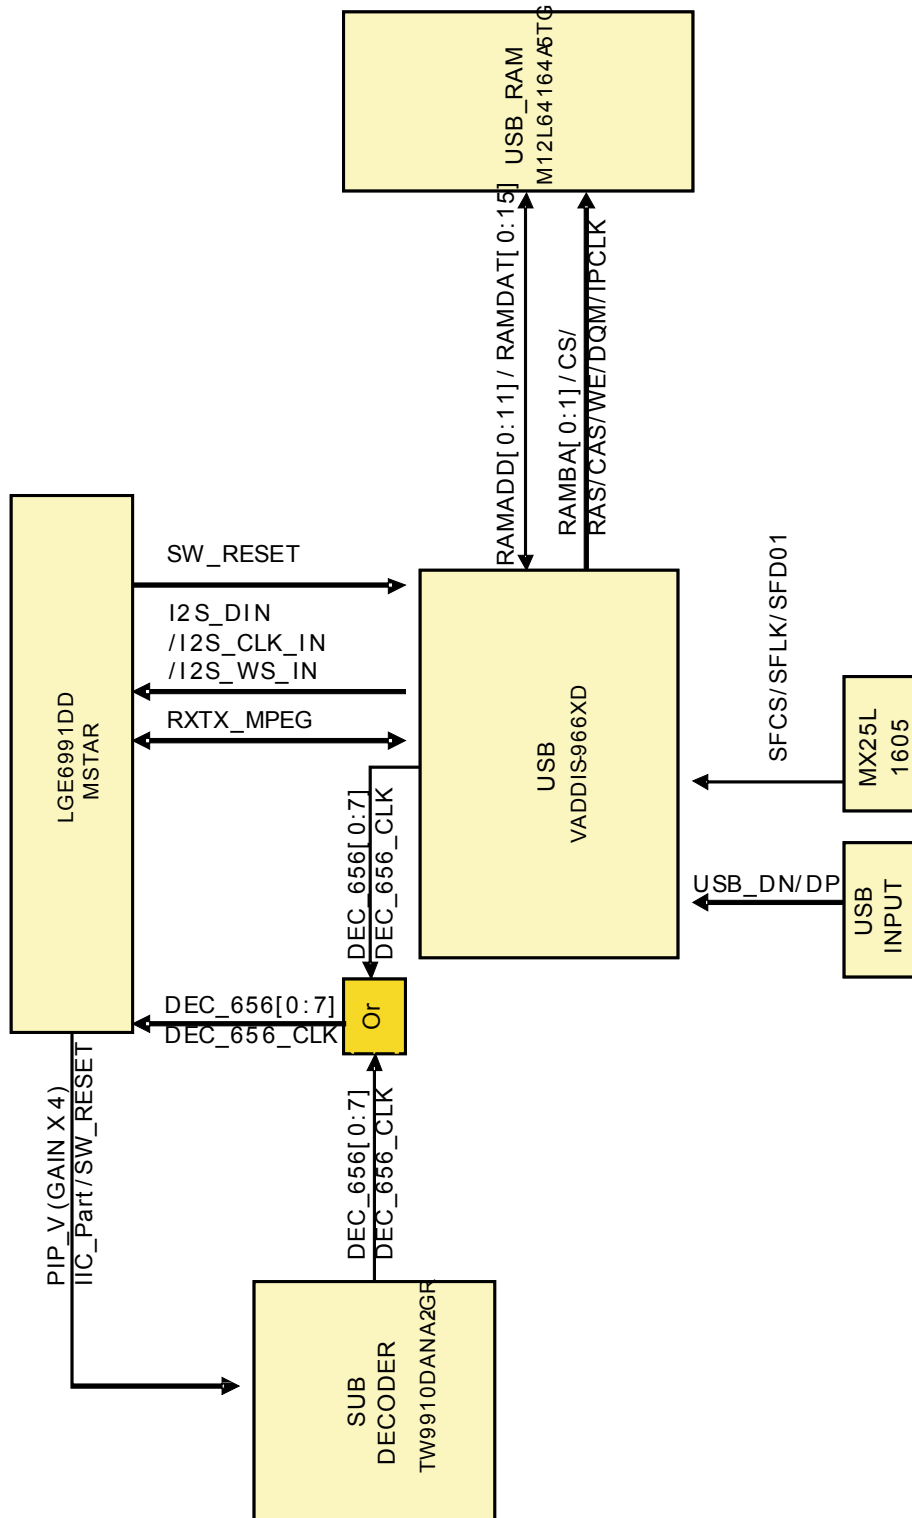 USB_RAM
M12L64164A-5TG
RAMADD[0:11]/RAMDAT[0:15]
RAMBA[0:1]/CS/
RAS/CAS/WE/DQM/IPCLK
LGE6991DD
MSTAR
SW_RESET
I2S_DIN
/I2S_CLK_IN
/I2S_WS_IN
RXTX_MPEG
USB
VADDIS-966XD
SFCS/SFLK/SFD01
MX25L
1605
USB_DN/DP
USB
INPUT
DEC_656[0:7]
DEC_656_CLK
Or
DEC_656[0:7]
DEC_656_CLK
DEC_656[0:7]
DEC_656_CLK
PIP_V(GAIN X 4)
IIC_Part/SW_RESET
SUB
DECODER
TW9910DANA2GR